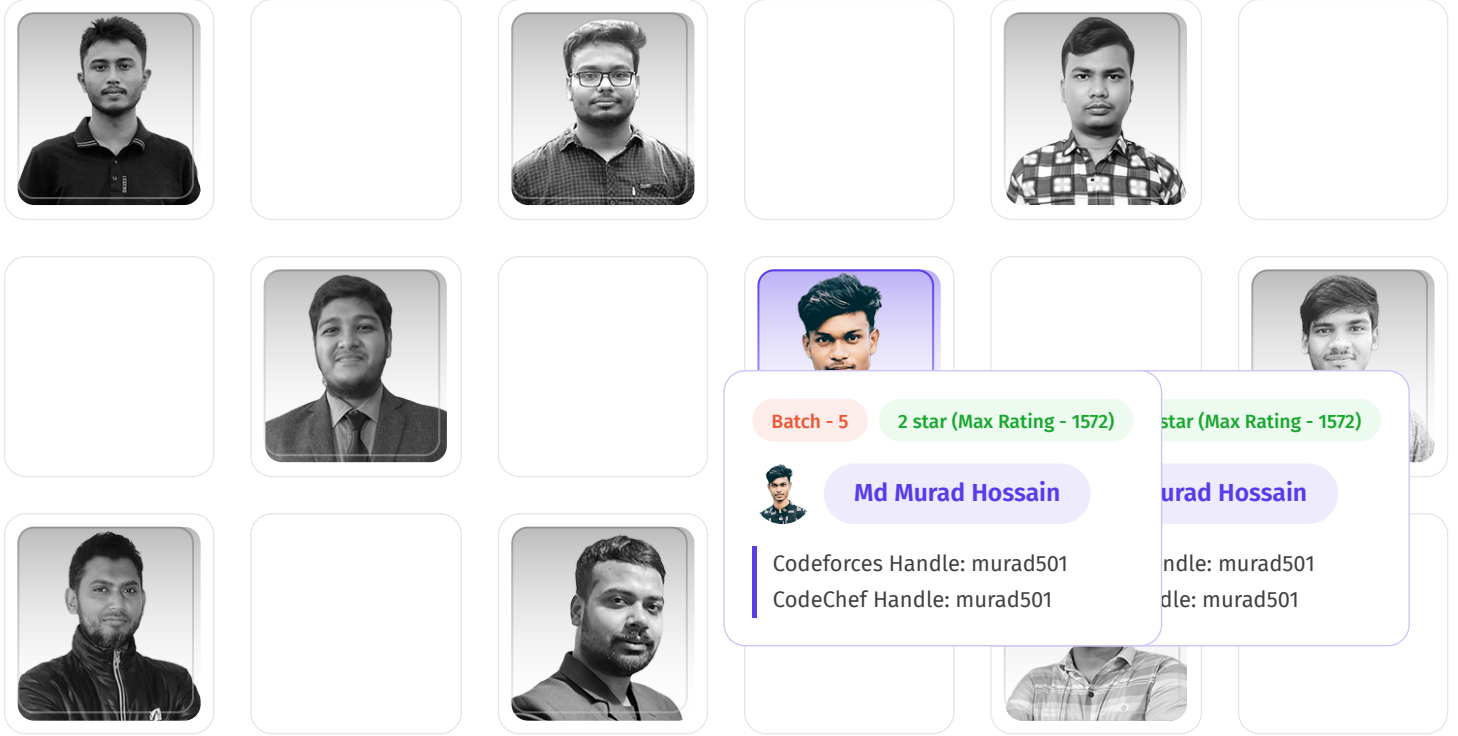 Batch - 5
2 star (Max Rating - 1572)
star (Max Rating - 1572)
Md Murad Hossain
urad Hossain
Codeforces Handle: murad501
ndle: murad501
CodeChef Handle: murad501
dle: murad501